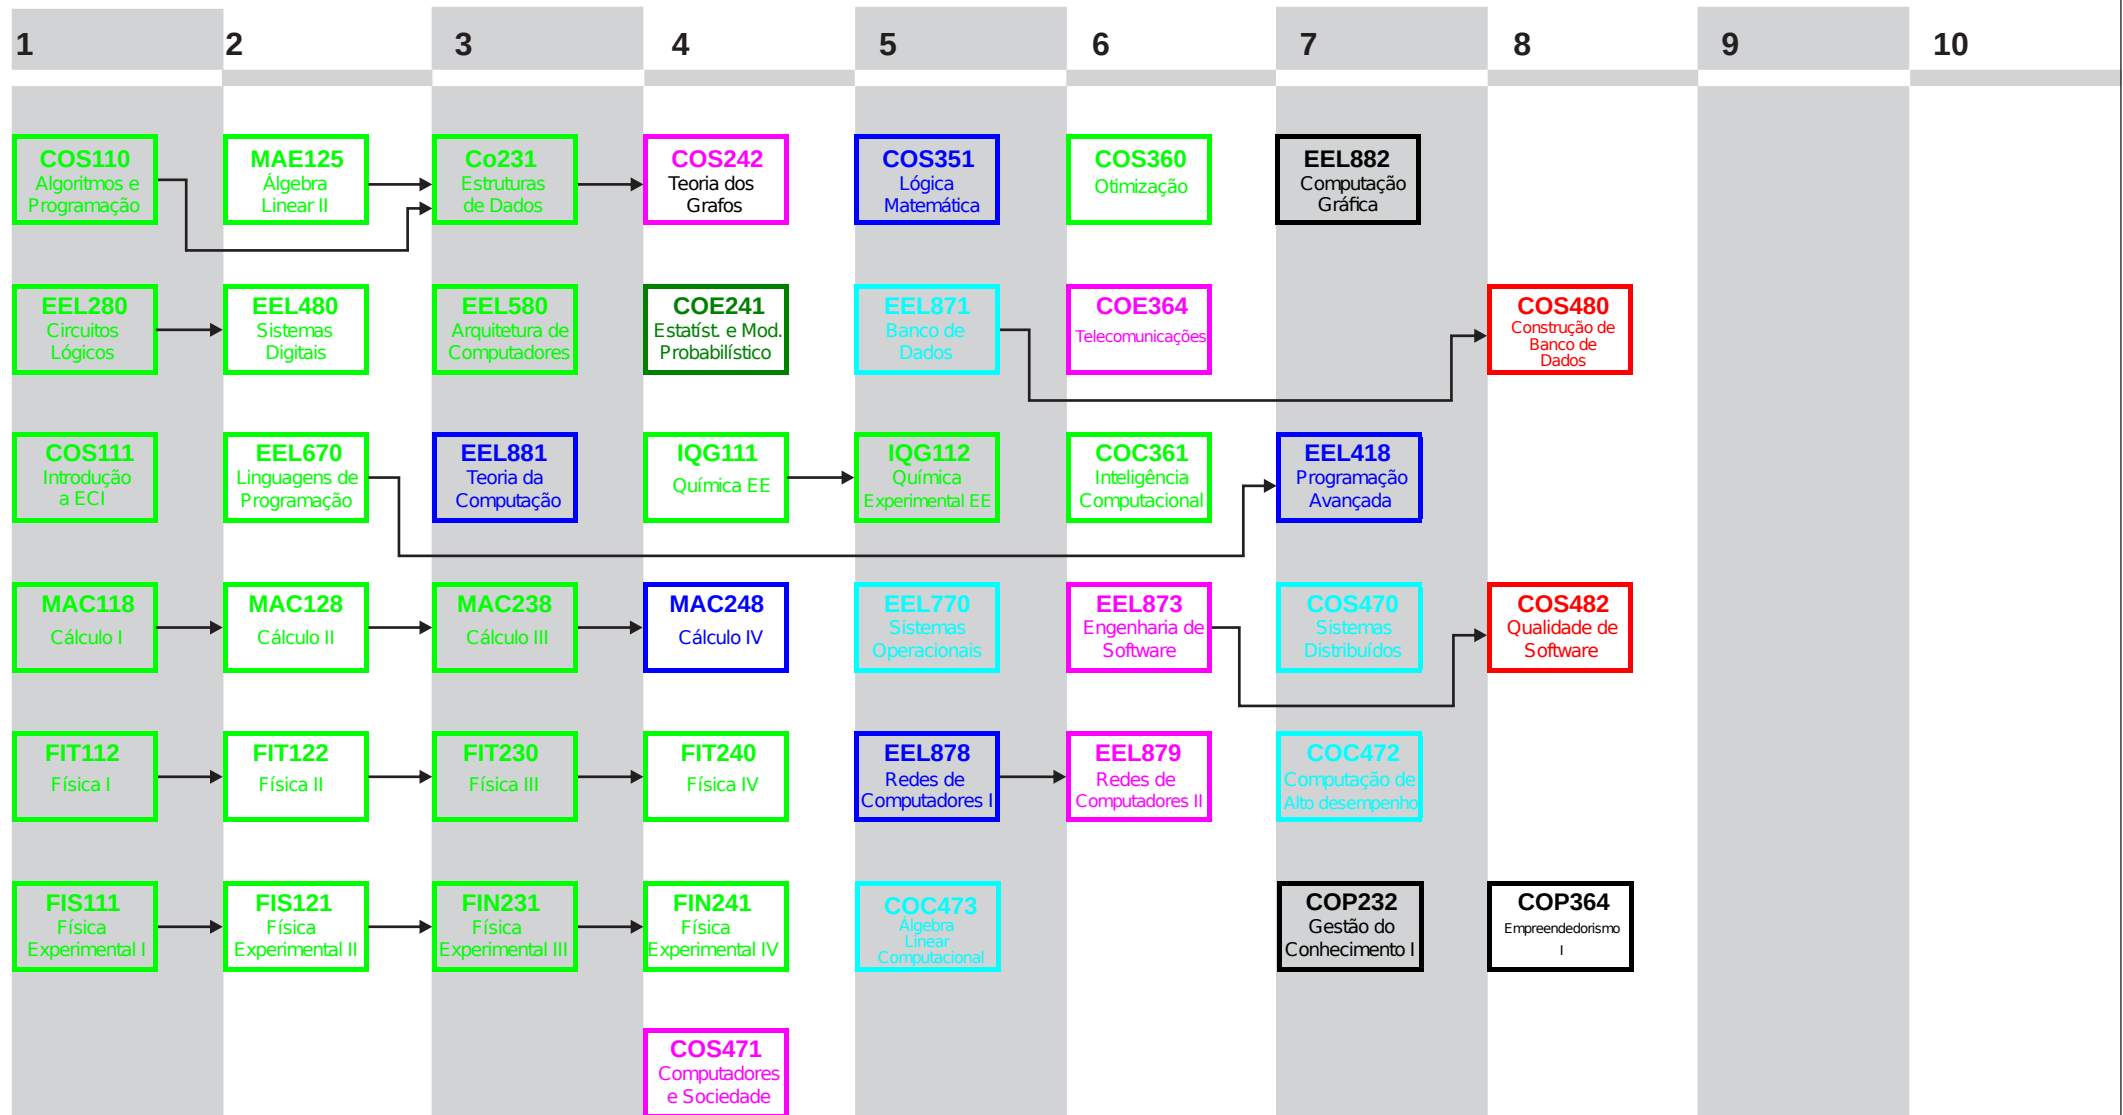 1 2 3 4 5 6 7 8 9 10
COS110
Algoritmos e
Programação
MAE125
Álgebra
Linear II
Co231
Estruturas
de Dados
COS242
Teoria dos
Grafos
COS351
Lógica
Matemática
COS360
Otimização
EEL882
Computação
Gráfica
EEL280
Circuitos
Lógicos
EEL480
Sistemas
Digitais
EEL580
Arquitetura de
Computadores
COE241
Estatíst. e Mod.
Probabilístico
EEL871
Banco de
Dados
COE364
Telecomunicações
COS480
Construção de
Banco de
Dados
COS111
Introdução
a ECI
EEL670
Linguagens de
Programação
EEL881
Teoria da
Computação
IQG111
Química EE
IQG112
Química
Experimental EE
COC361
Inteligência
Computacional
EEL418
Programação
Avançada
MAC118
Cálculo I
MAC128
Cálculo II
MAC238
Cálculo III
MAC248
Cálculo IV
EEL770
Sistemas
Operacionais
EEL873
Engenharia de
Software
COS470
Sistemas
Distribuídos
COS482
Qualidade de
Software
FIT112
Física I
FIT122
Física II
FIT230
Física III
FIT240
Física IV
EEL878
Redes de
Computadores I
EEL879
Redes de
Computadores II
COC472
Computação de
Alto desempenho
FIS111
Física
Experimental I
FIS121
Física
Experimental II
FIN231
Física
Experimental III
FIN241
Física
Experimental IV
COC473
Álgebra
Linear
Computacional
COP232
Gestão do
Conhecimento I
COP364
Empreendedorismo
I
COS471
Computadores
e Sociedade